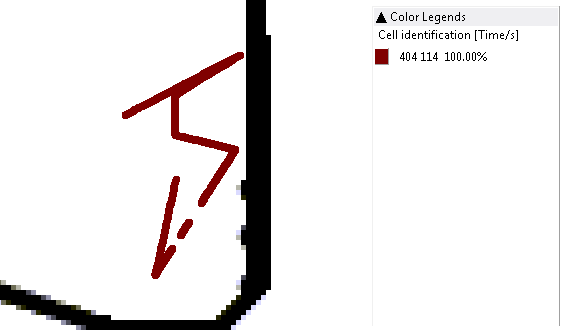 Color Legends
Cell identification [Time/s]
404 114 100.00%